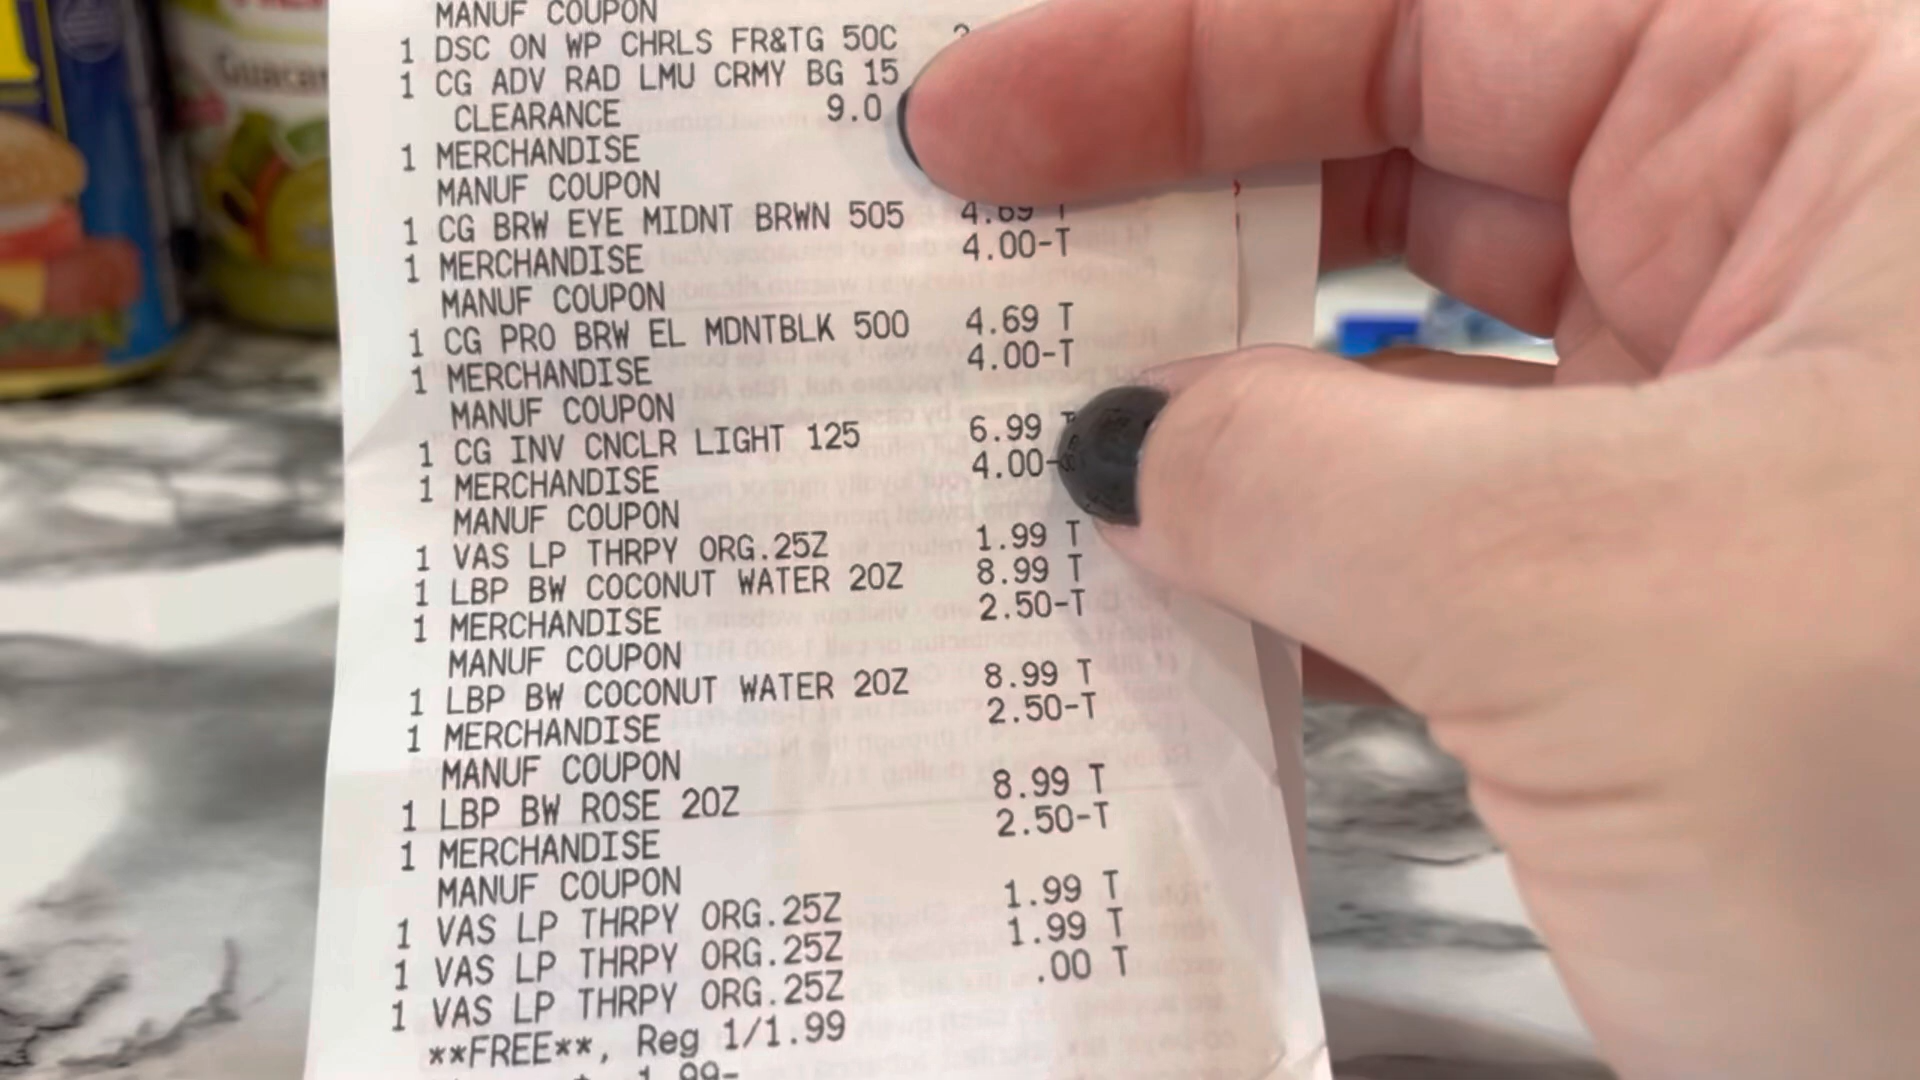 MANUF COUPON
1 DSC ON WP CHRLS FR&TG 50C
1 CG ADV RAD LMU CRMY BG 15
CLEARANCE 9.0
1 MERCHANDISE
MANUF COUPON
1 CG BRW EYE MIDNT BRWN 505 4.69 T
1 MERCHANDISE 4.00-T
MANUF COUPON
1 CG PRO BRW EL MDNTBLK 500 4.69 T
1 MERCHANDISE 4.00-T
MANUF COUPON
1 CG INV CNCLR LIGHT 125 6.99 T
1 MERCHANDISE 4.00-
MANUF COUPON
1 VAS LP THRPY ORG.25Z 1.99 T
1 LBP BW COCONUT WATER 20Z 8.99 T
1 MERCHANDISE 2.50-T
MANUF COUPON
1 LBP BW COCONUT WATER 20Z 8.99 T
1 MERCHANDISE 2.50-T
MANUF COUPON
1 LBP BW ROSE 20Z 8.99 T
1 MERCHANDISE 2.50-T
MANUF COUPON
1 VAS LP THRPY ORG.25Z 1.99 T
1 VAS LP THRPY ORG.25Z 1.99 T
1 VAS LP THRPY ORG.25Z .00 T
**FREE**, Reg 1/1.99
1.99-